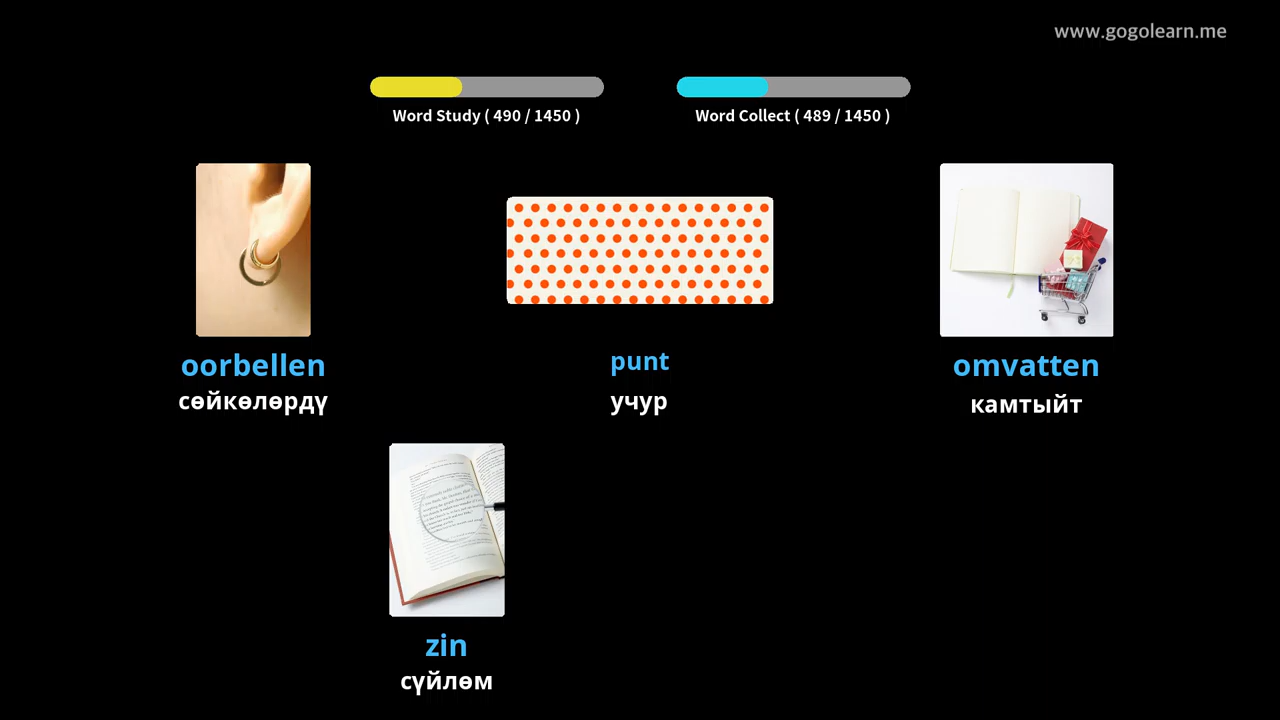 www.gogolearn.me
Word Study ( 490 / 1450 )
Word Collect ( 489 / 1450 )
oorbellen
сөйкөлөрдү
punt
учур
omvatten
камтыйт
zin
сүйлөм